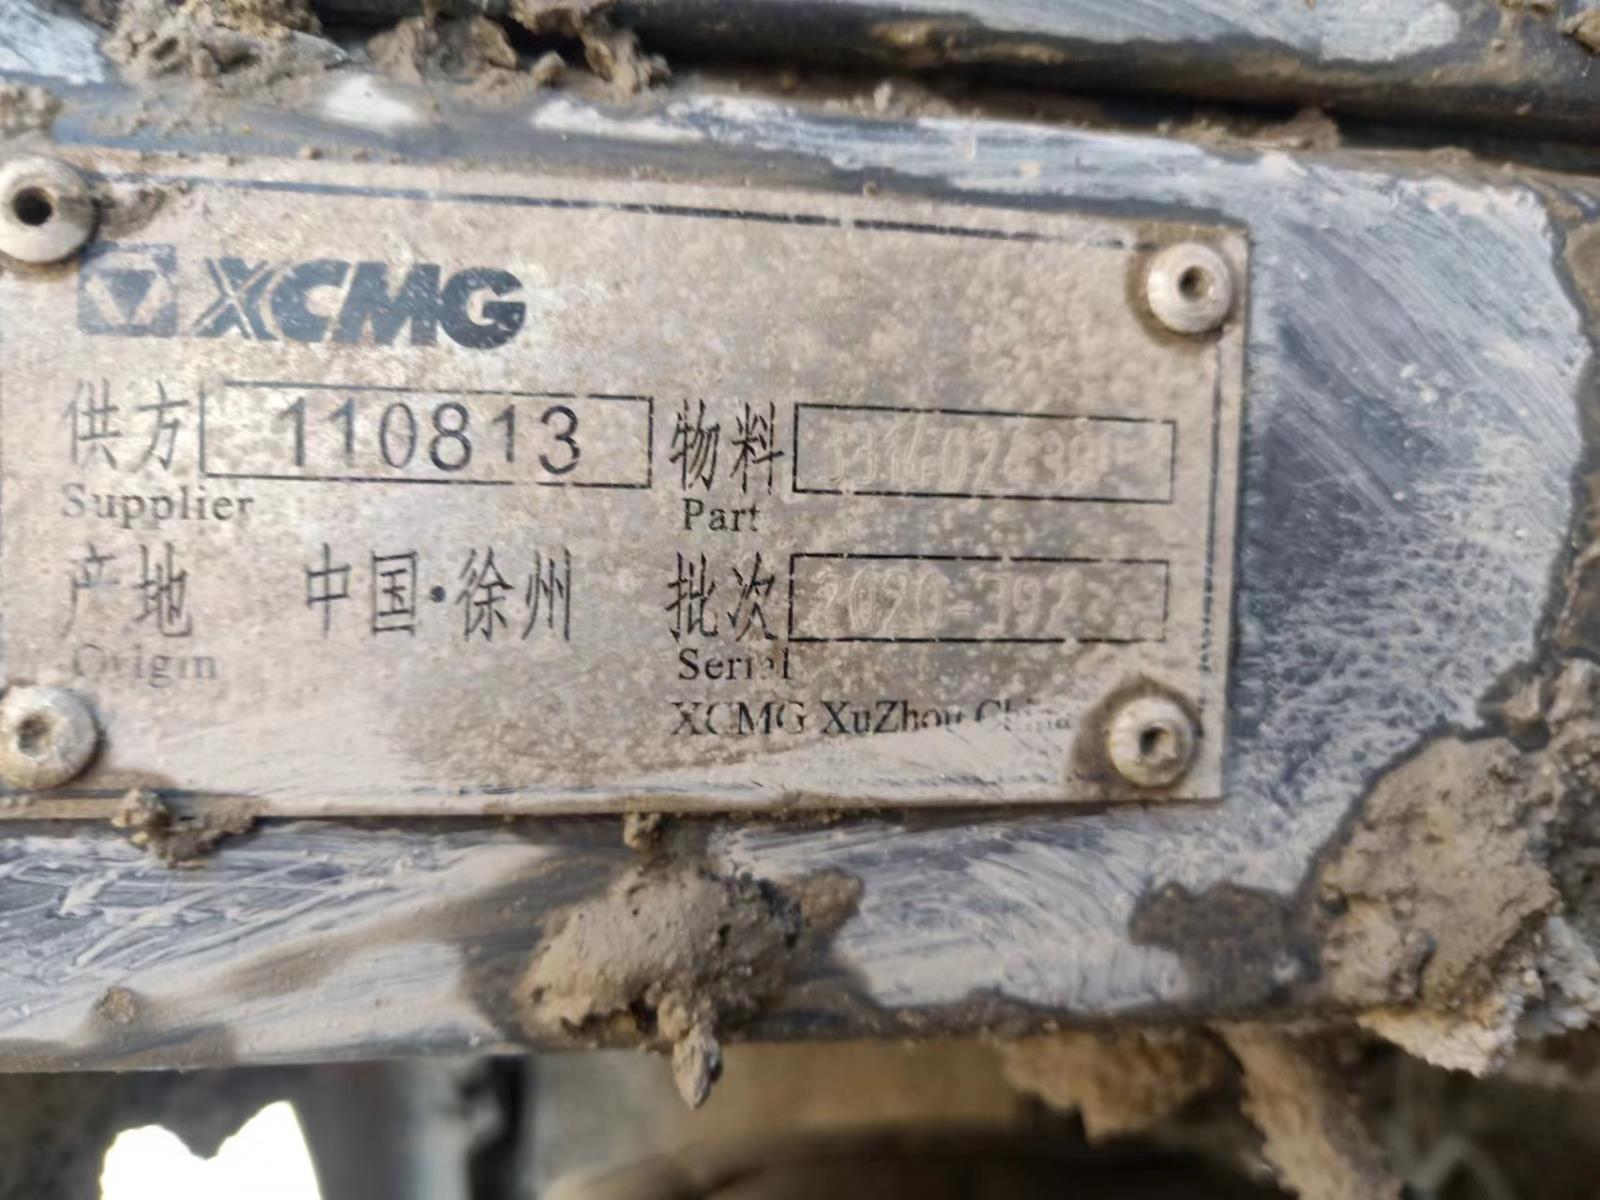 XCMG
供方 110813 物料
Supplier Part
产地 中国·徐州 批次
Origin Serial
XCMG XuZhou China